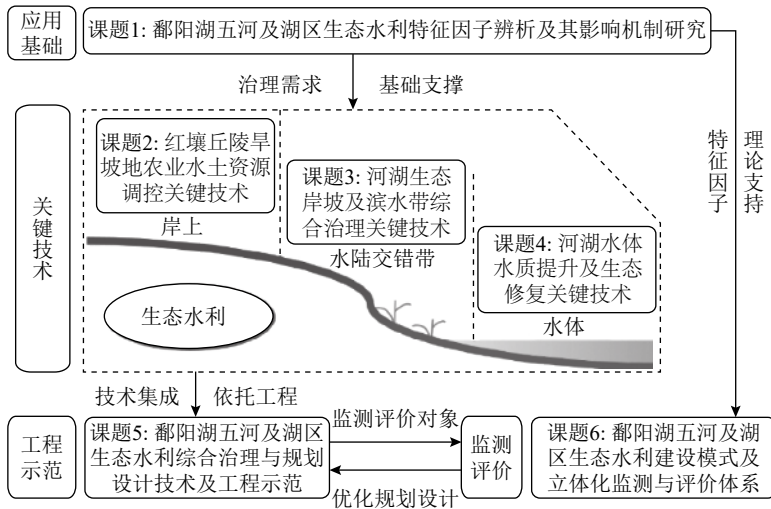 应用
基础
课题1: 鄱阳湖五河及湖区生态水利特征因子辨析及其影响机制研究
治理需求
基础支撑
关键技术
课题2: 红壤丘陵旱
坡地农业水土资源
调控关键技术
岸上
课题3: 河湖生态
岸坡及滨水带综
合治理关键技术
水陆交错带
课题4: 河湖水体
水质提升及生态
修复关键技术
水体
生态水利
特征因子
理论支持
技术集成
依托工程
工程
示范
课题5: 鄱阳湖五河及湖区
生态水利综合治理与规划
设计技术及工程示范
监测评价对象
优化规划设计
监测
评价
课题6: 鄱阳湖五河及湖
区生态水利建设模式及
立体化监测与评价体系